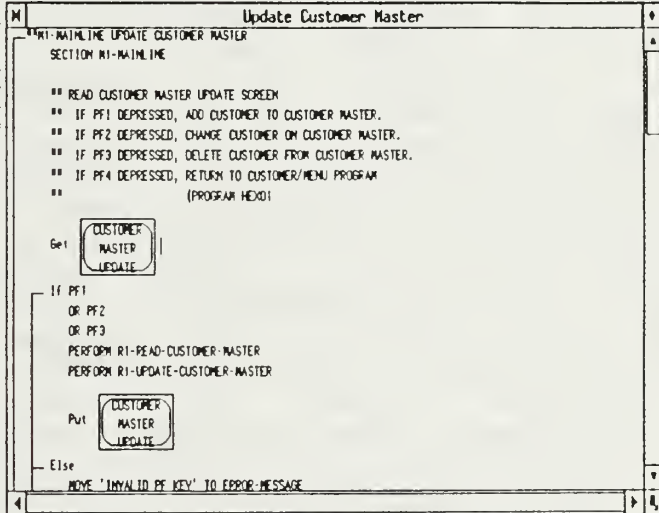 Update Customer Master
""M1-MAINLINE UPDATE CUSTOMER MASTER
SECTION M1-MAINLINE
"" READ CUSTOMER MASTER UPDATE SCREEN
"" IF PF1 DEPRESSED, ADD CUSTOMER TO CUSTOMER MASTER.
"" IF PF2 DEPRESSED, CHANGE CUSTOMER ON CUSTOMER MASTER.
"" IF PF3 DEPRESSED, DELETE CUSTOMER FROM CUSTOMER MASTER.
"" IF PF4 DEPRESSED, RETURN TO CUSTOMER/MENU PROGRAM
"" (PROGRAM
Get
CUSTOMER
MASTER
UPDATE
If PF1
OR PF2
OR PF3
PERFORM R1-READ-CUSTOMER-MASTER
PERFORM R1-UPDATE-CUSTOMER-MASTER
Put
CUSTOMER
MASTER
UPDATE
Else
MOVE 'INVALID PF KEY' TO ERROR-MESSAGE